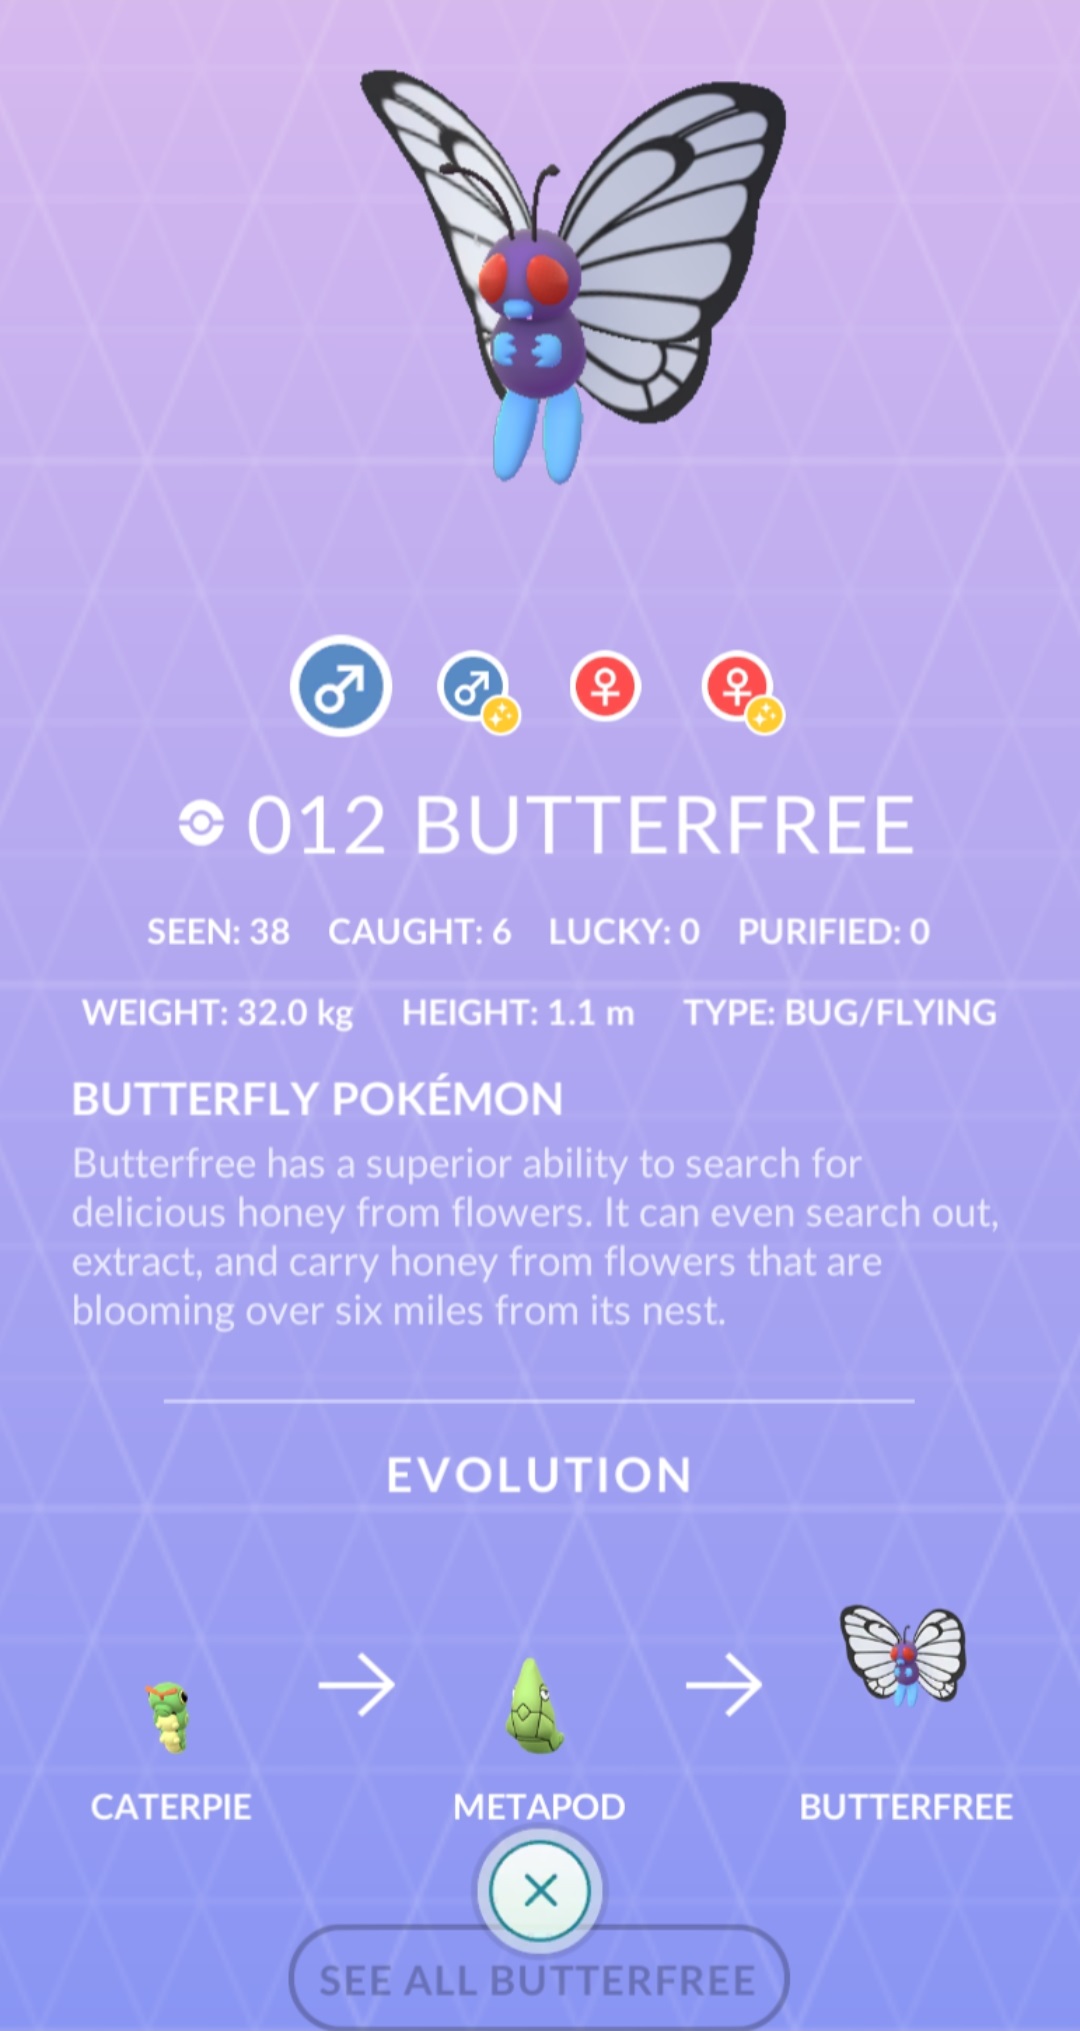 012 BUTTERFREE
SEEN: 38 CAUGHT: 6 LUCKY: 0 PURIFIED: 0
WEIGHT: 32.0 kg HEIGHT: 1.1 m TYPE: BUG/FLYING
BUTTERFLY POKÉMON
Butterfree has a superior ability to search for
delicious honey from flowers. It can even search out,
extract, and carry honey from flowers that are
blooming over six miles from its nest.
EVOLUTION
CATERPIE METAPOD BUTTERFREE
SEE ALL BUTTERFREE